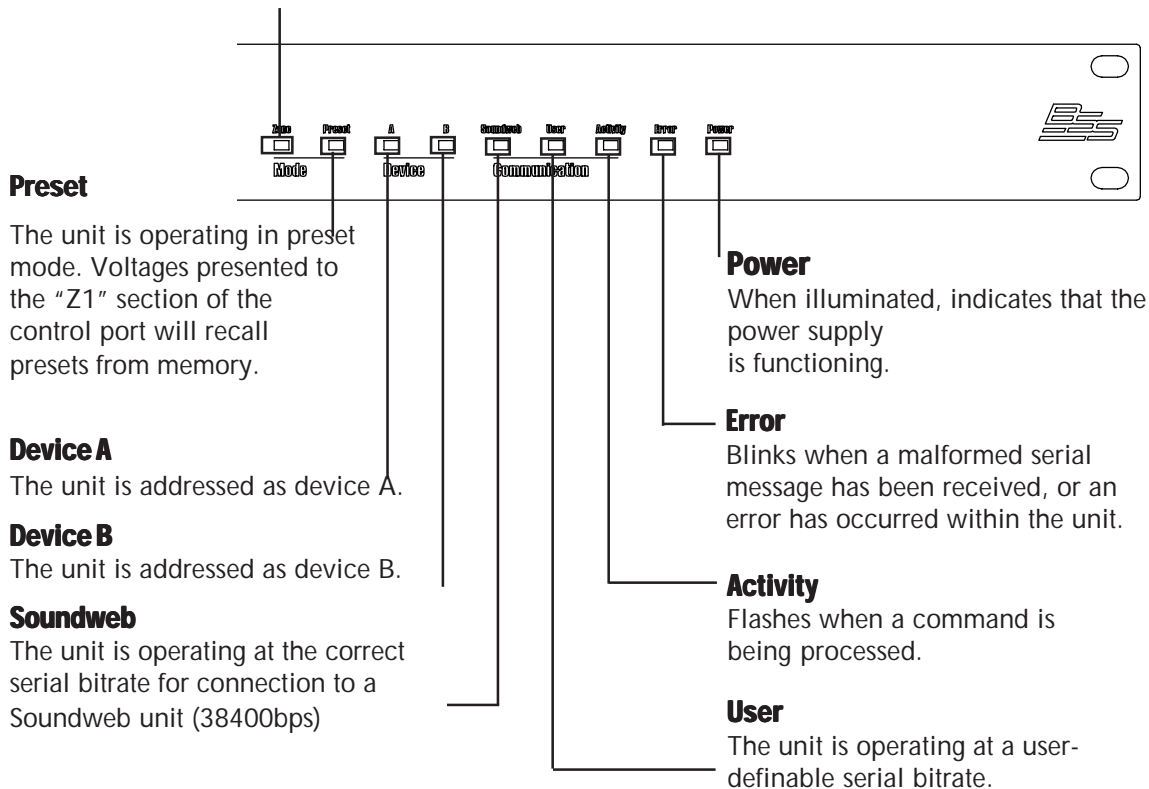 Zone Preset A B Soundweb User Activity Error Power
Mode Device Communication
BSS
Preset
The unit is operating in preset
mode. Voltages presented to
the “Z1” section of the
control port will recall
presets from memory.
Device A
The unit is addressed as device A.
Device B
The unit is addressed as device B.
Soundweb
The unit is operating at the correct
serial bitrate for connection to a
Soundweb unit (38400bps)
Power
When illuminated, indicates that the
power supply
is functioning.
Error
Blinks when a malformed serial
message has been received, or an
error has occurred within the unit.
Activity
Flashes when a command is
being processed.
User
The unit is operating at a user-
definable serial bitrate.